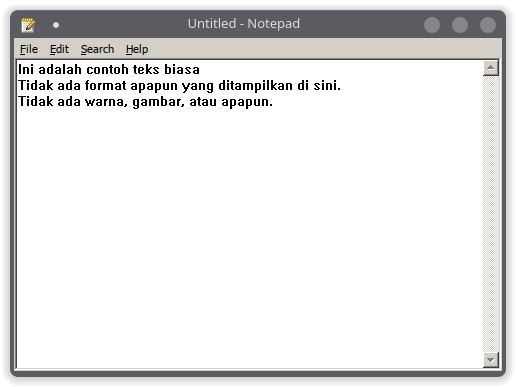 Untitled - Notepad
File Edit Search Help
Ini adalah contoh teks biasa
Tidak ada format apapun yang ditampilkan di sini.
Tidak ada warna, gambar, atau apapun.